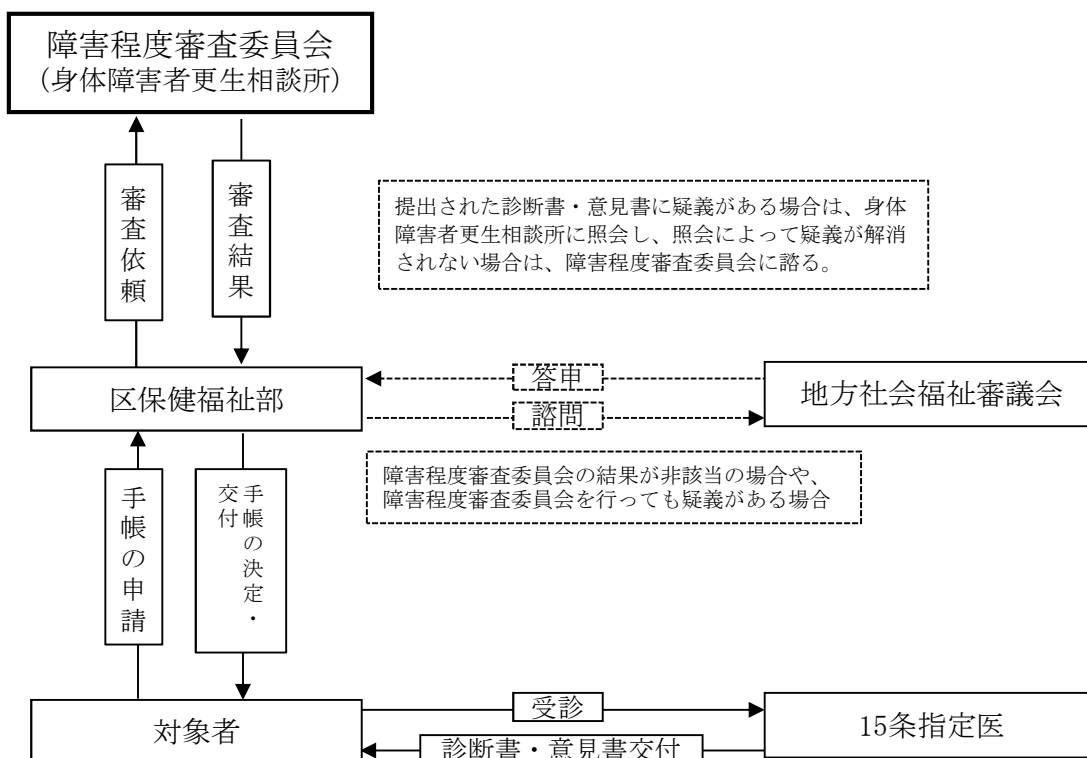 障害程度審査委員会
（身体障害者更生相談所）
審査依頼
審査結果
提出された診断書・意見書に疑義がある場合は、身体
障害者更生相談所に照会し、照会によって疑義が解消
されない場合は、障害程度審査委員会に諮る。
区保健福祉部
答申
諮問
地方社会福祉審議会
障害程度審査委員会の結果が非該当の場合や、
障害程度審査委員会を行っても疑義がある場合
手帳の申請
手帳の決定・
交付
対象者
受診
診断書・意見書交付
15条指定医